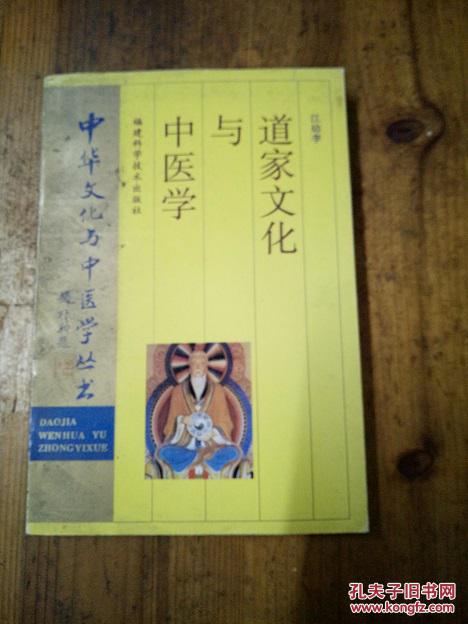 江幼李
道家文化
与
中医学
福建科学技术出版社
中华文化与中医学丛书
DAOJIA
WENHUA YU
ZHONGYIXUE
孔夫子旧书网
www.kongfz.com